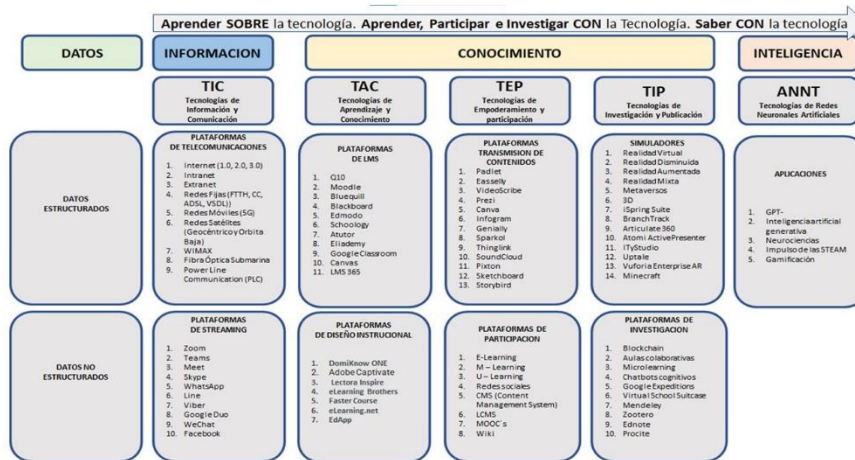 Aprender SOBRE la tecnología. Aprender, Participar e Investigar CON la Tecnología. Saber CON la tecnología
DATOS
INFORMACION
CONOCIMIENTO
INTELIGENCIA
TIC
Tecnologías de
Información y
Comunicación
TAC
Tecnologías de
Aprendizaje y
Conocimiento
TEP
Tecnologías de
Empoderamiento y
participación
TIP
Tecnologías de
Investigación y Publicación
ANNT
Tecnologías de Redes
Neuronales Artificiales
DATOS
ESTRUCTURADOS
PLATAFORMAS
DE TELECOMUNICACIONES
1. Internet (1.0, 2.0, 3.0)
2. Intranet
3. Extranet
4. Redes Fijas (FTTH, CC,
ADSL, VSDL))
5. Redes Móviles (5G)
6. Redes Satélites
(Geocéntrico y Orbita
Baja)
7. WIMAX
8. Fibra Óptica Submarina
9. Power Line
Communication (PLC)
PLATAFORMAS
DE LMS
1. Q10
2. Moodle
3. Bluequill
4. Blackboard
5. Edmodo
6. Schoology
7. Atutor
8. Eliademy
9. Google Classroom
10. Canvas
11. LMS 365
PLATAFORMAS
TRANSMISION DE
CONTENIDOS
1. Padlet
2. Easselly
3. VideoScribe
4. Prezi
5. Canva
6. Infogram
7. Genially
8. Sparkol
9. Thinglink
10. SoundCloud
11. Pixton
12. Sketchboard
13. Storybird
SIMULADORES
1. Realidad Virtual
2. Realidad Disminuida
3. Realidad Aumentada
4. Realidad Mixta
5. Metaversos
6. 3D
7. iSpring Suite
8. BranchTrack
9. Articulate 360
10. Atomi ActivePresenter
11. ITyStudio
12. Uptale
13. Vuforia Enterprise AR
14. Minecraft
APLICACIONES
1. GPT-
2. Inteligencia artificial
generativa
3. Neurociencias
4. Impulso de las STEAM
5. Gamificación
DATOS NO
ESTRUCTURADOS
PLATAFORMAS
DE STREAMING
1. Zoom
2. Teams
3. Meet
4. Skype
5. WhatsApp
6. Line
7. Viber
8. Google Duo
9. WeChat
10. Facebook
PLATAFORMAS
DE DISEÑO INSTRUCIONAL
1. DomiKnow ONE
2. Adobe Captivate
3. Lectora Inspire
4. eLearning Brothers
5. Faster Course
6. eLearning.net
7. EdApp
PLATAFORMAS DE
PARTICIPACION
1. E-Learning
2. M – Learning
3. U – Learning
4. Redes sociales
5. CMS (Content
Management System)
6. LCMS
7. MOOC´s
8. Wiki
PLATAFORMAS DE
INVESTIGACION
1. Blockchain
2. Aulas colaborativas
3. Microlearning
4. Chatbots cognitivos
5. Google Expeditions
6. Virtual School Suitcase
7. Mendeley
8. Zootero
9. Ednote
10. Procite